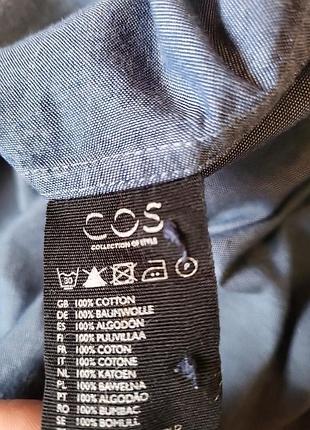 COS
COLLECTION OF STYLE
30
GB 100% COTTON
DE 100% BAUMWOLLE
ES 100% ALGODÓN
FI 100% PUUVILLAA
FR 100% COTON
IT 100% COTONE
NL 100% KATOEN
PL 100% BAWEŁNA
PT 100% ALGODÃO
RO 100% BUMBAC
SE 100% BOMULL